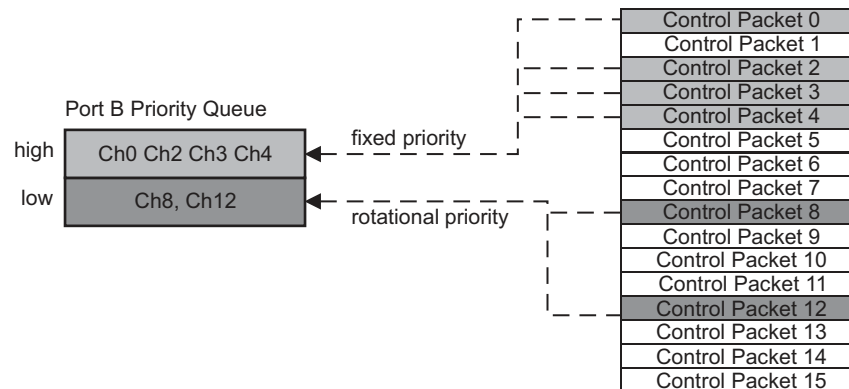 Port B Priority Queue
high
Ch0 Ch2 Ch3 Ch4
low
Ch8, Ch12
fixed priority
rotational priority
Control Packet 0
Control Packet 1
Control Packet 2
Control Packet 3
Control Packet 4
Control Packet 5
Control Packet 6
Control Packet 7
Control Packet 8
Control Packet 9
Control Packet 10
Control Packet 11
Control Packet 12
Control Packet 13
Control Packet 14
Control Packet 15